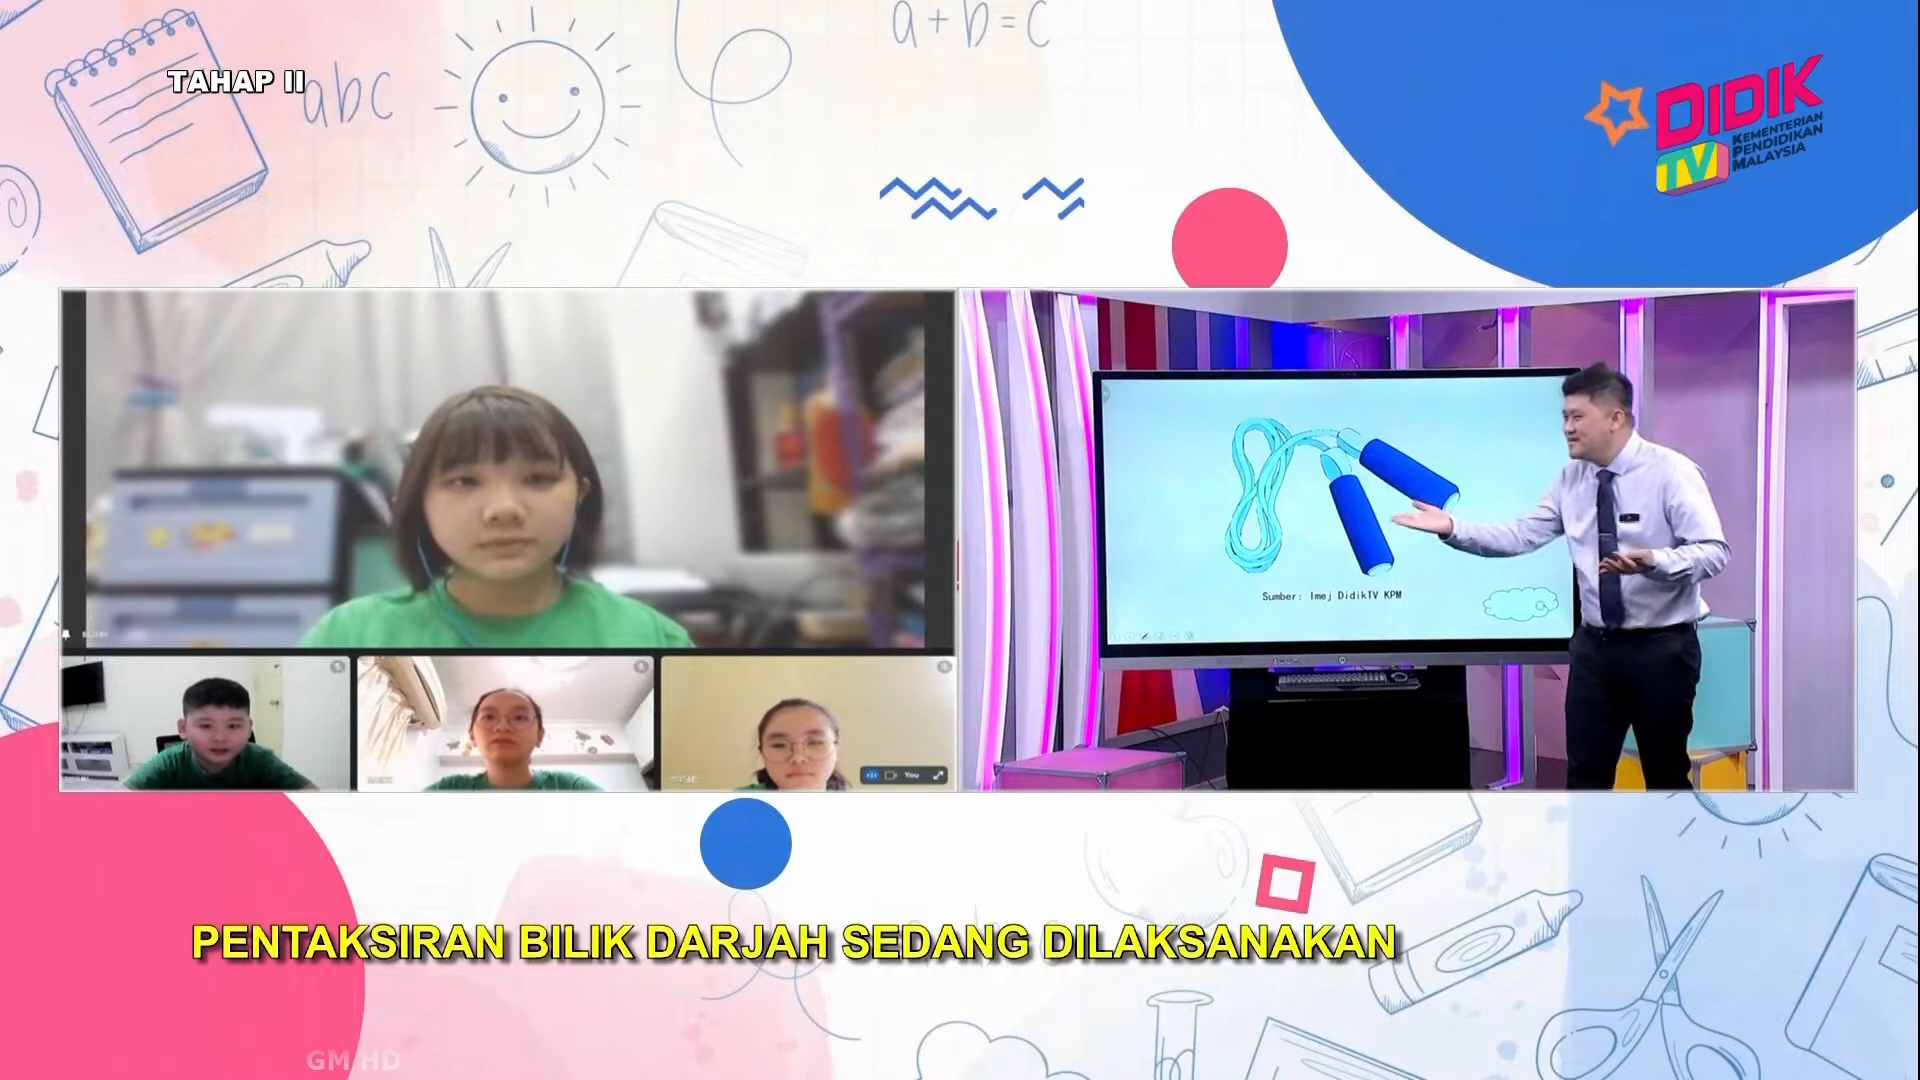 a+b=c
TAHAP II
abc
DIDIK
TV
KEMENTERIAN
PENDIDIKAN
MALAYSIA
Sumber: Imej DidikTV KPM
You
PENTAKSIRAN BILIK DARJAH SEDANG DILAKSANAKAN
GM HD